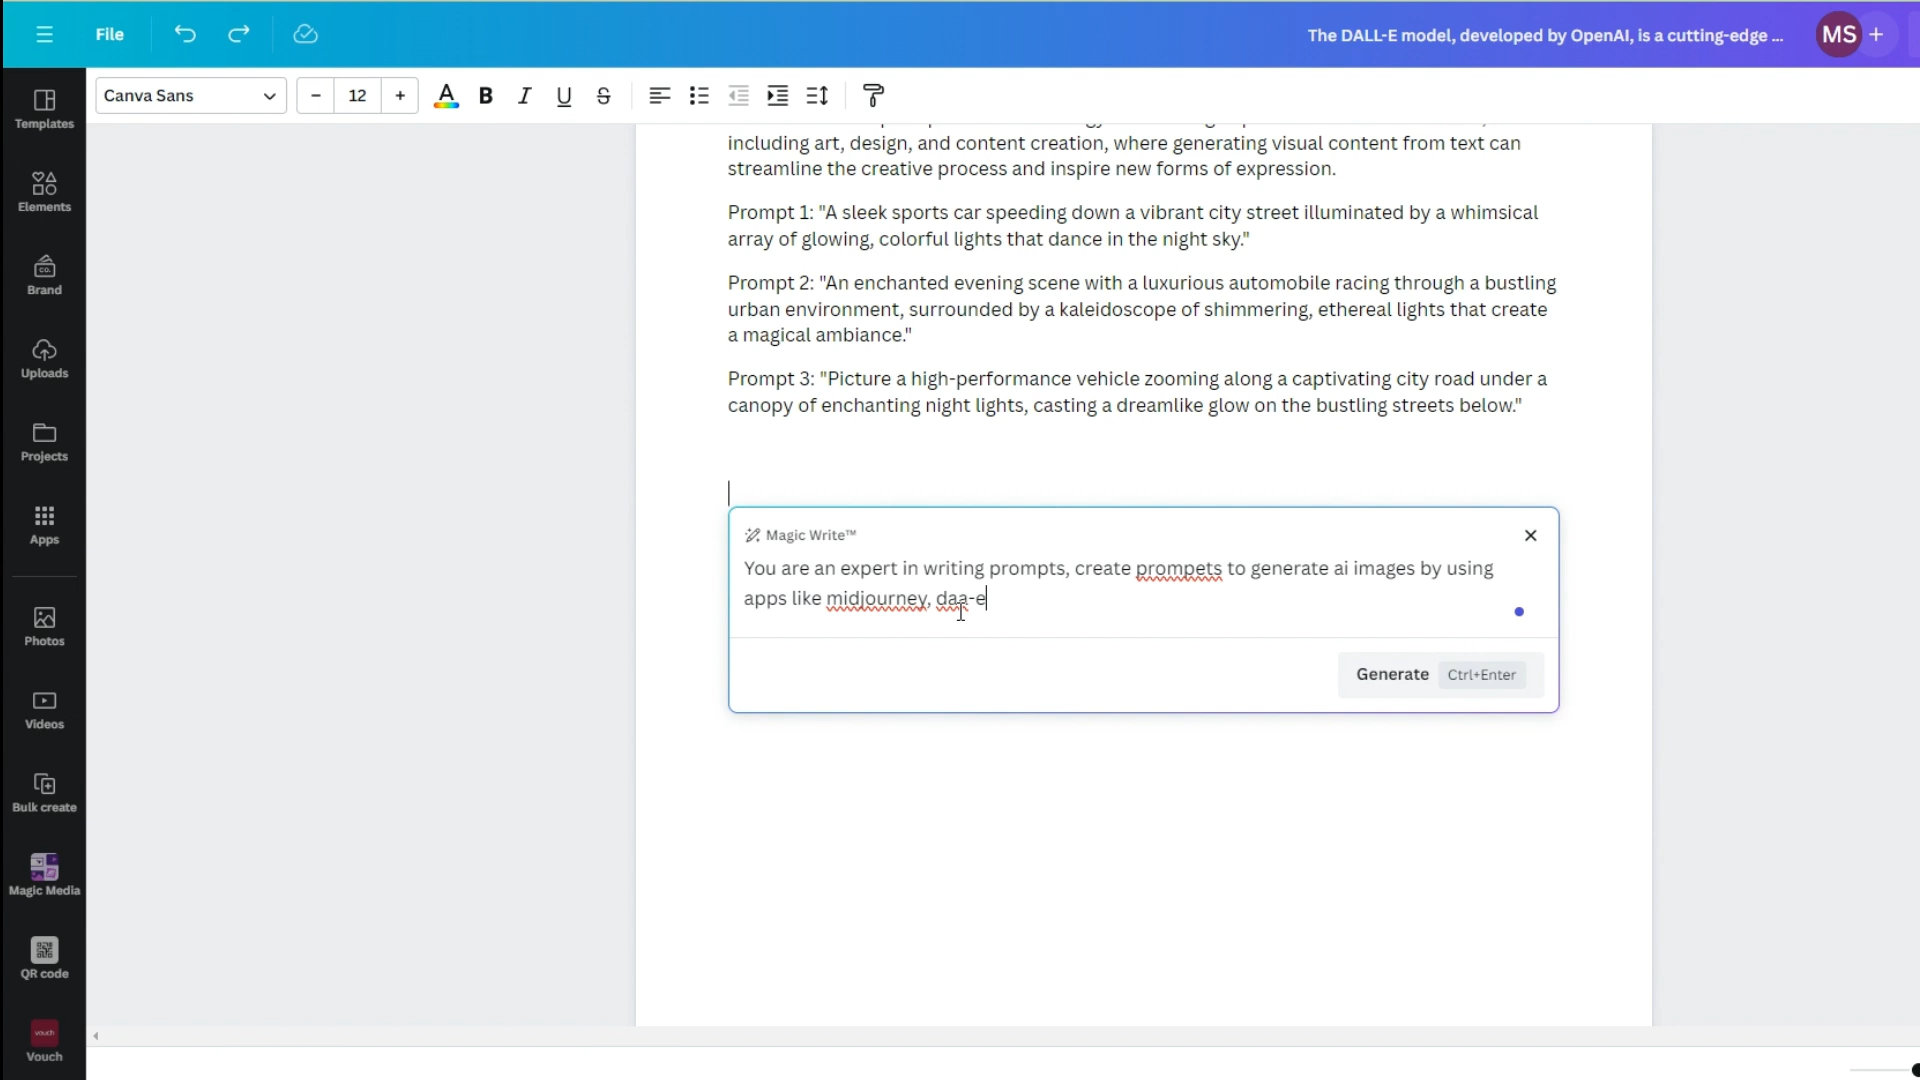 File
The DALL-E model, developed by OpenAI, is a cutting-edge ...
MS
Canva Sans
12
A B I U S
Templates
Elements
CO.
Brand
Uploads
Projects
Apps
Photos
Videos
Bulk create
Magic Media
QR code
vouch
Vouch
including art, design, and content creation, where generating visual content from text can
streamline the creative process and inspire new forms of expression.
Prompt 1: "A sleek sports car speeding down a vibrant city street illuminated by a whimsical
array of glowing, colorful lights that dance in the night sky."
Prompt 2: "An enchanted evening scene with a luxurious automobile racing through a bustling
urban environment, surrounded by a kaleidoscope of shimmering, ethereal lights that create
a magical ambiance."
Prompt 3: "Picture a high-performance vehicle zooming along a captivating city road under a
canopy of enchanting night lights, casting a dreamlike glow on the bustling streets below."
Magic Write™
You are an expert in writing prompts, create prompets to generate ai images by using
apps like midjourney, daa-e
Generate Ctrl+Enter